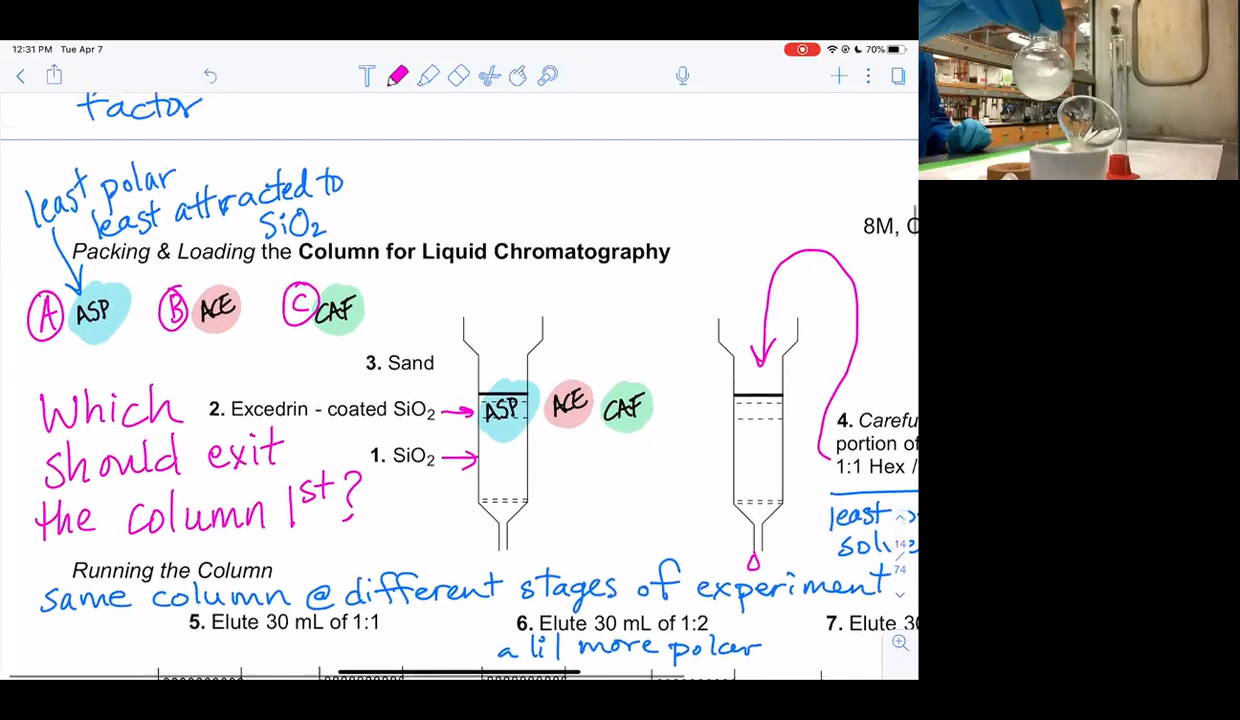 12:31 PM Tue Apr 7
70%
factor
least polar
least attracted to
SiO2
8M,
Packing & Loading the Column for Liquid Chromatography
A ASP B ACE C CAF
3. Sand
2. Excedrin - coated SiO2
ASP ACE CAF
1. SiO2
Which
should exit
the column 1st?
4. Carefu
portion of
1:1 Hex /
least
14
74
Running the Column
same column @ different stages of experiment
5. Elute 30 mL of 1:1
6. Elute 30 mL of 1:2
7. Elute 30
a lil more polar